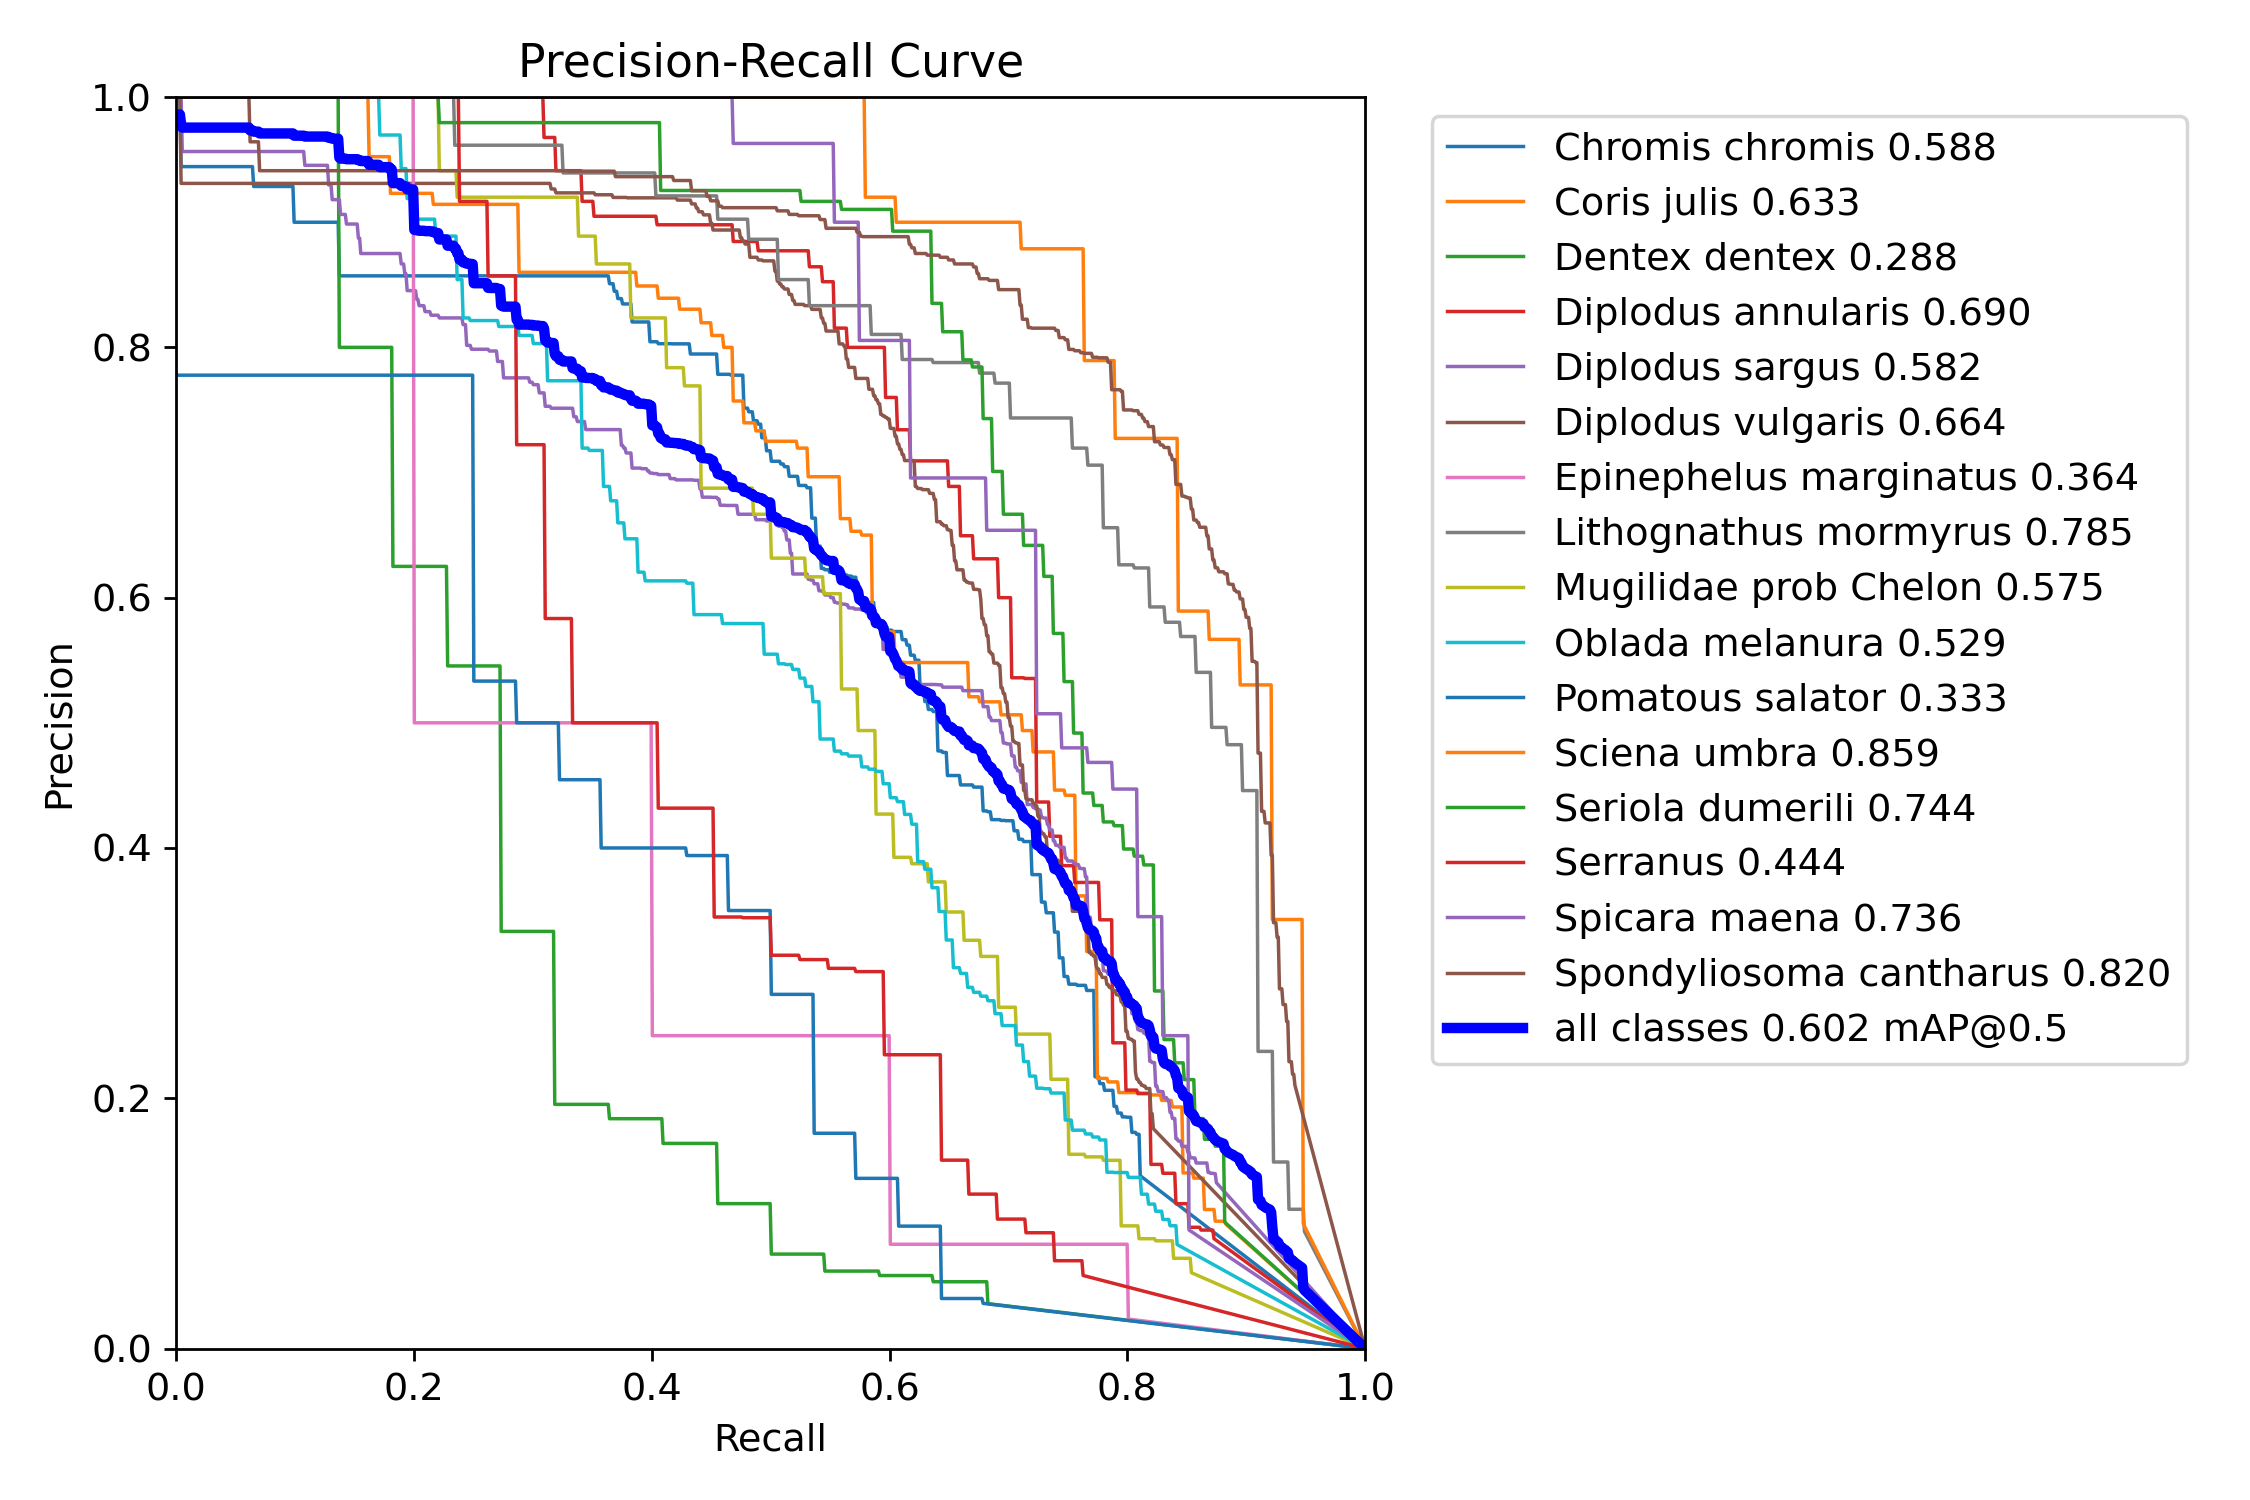 Precision-Recall Curve
1.0
0.8
0.6
0.4
0.2
0.0
Precision
0.0 0.2 0.4 0.6 0.8 1.0
Recall
Chromis chromis 0.588
Coris julis 0.633
Dentex dentex 0.288
Diplodus annularis 0.690
Diplodus sargus 0.582
Diplodus vulgaris 0.664
Epinephelus marginatus 0.364
Lithognathus mormyrus 0.785
Mugilidae prob Chelon 0.575
Oblada melanura 0.529
Pomatous salator 0.333
Sciena umbra 0.859
Seriola dumerili 0.744
Serranus 0.444
Spicara maena 0.736
Spondyliosoma cantharus 0.820
all classes 0.602 mAP@0.5